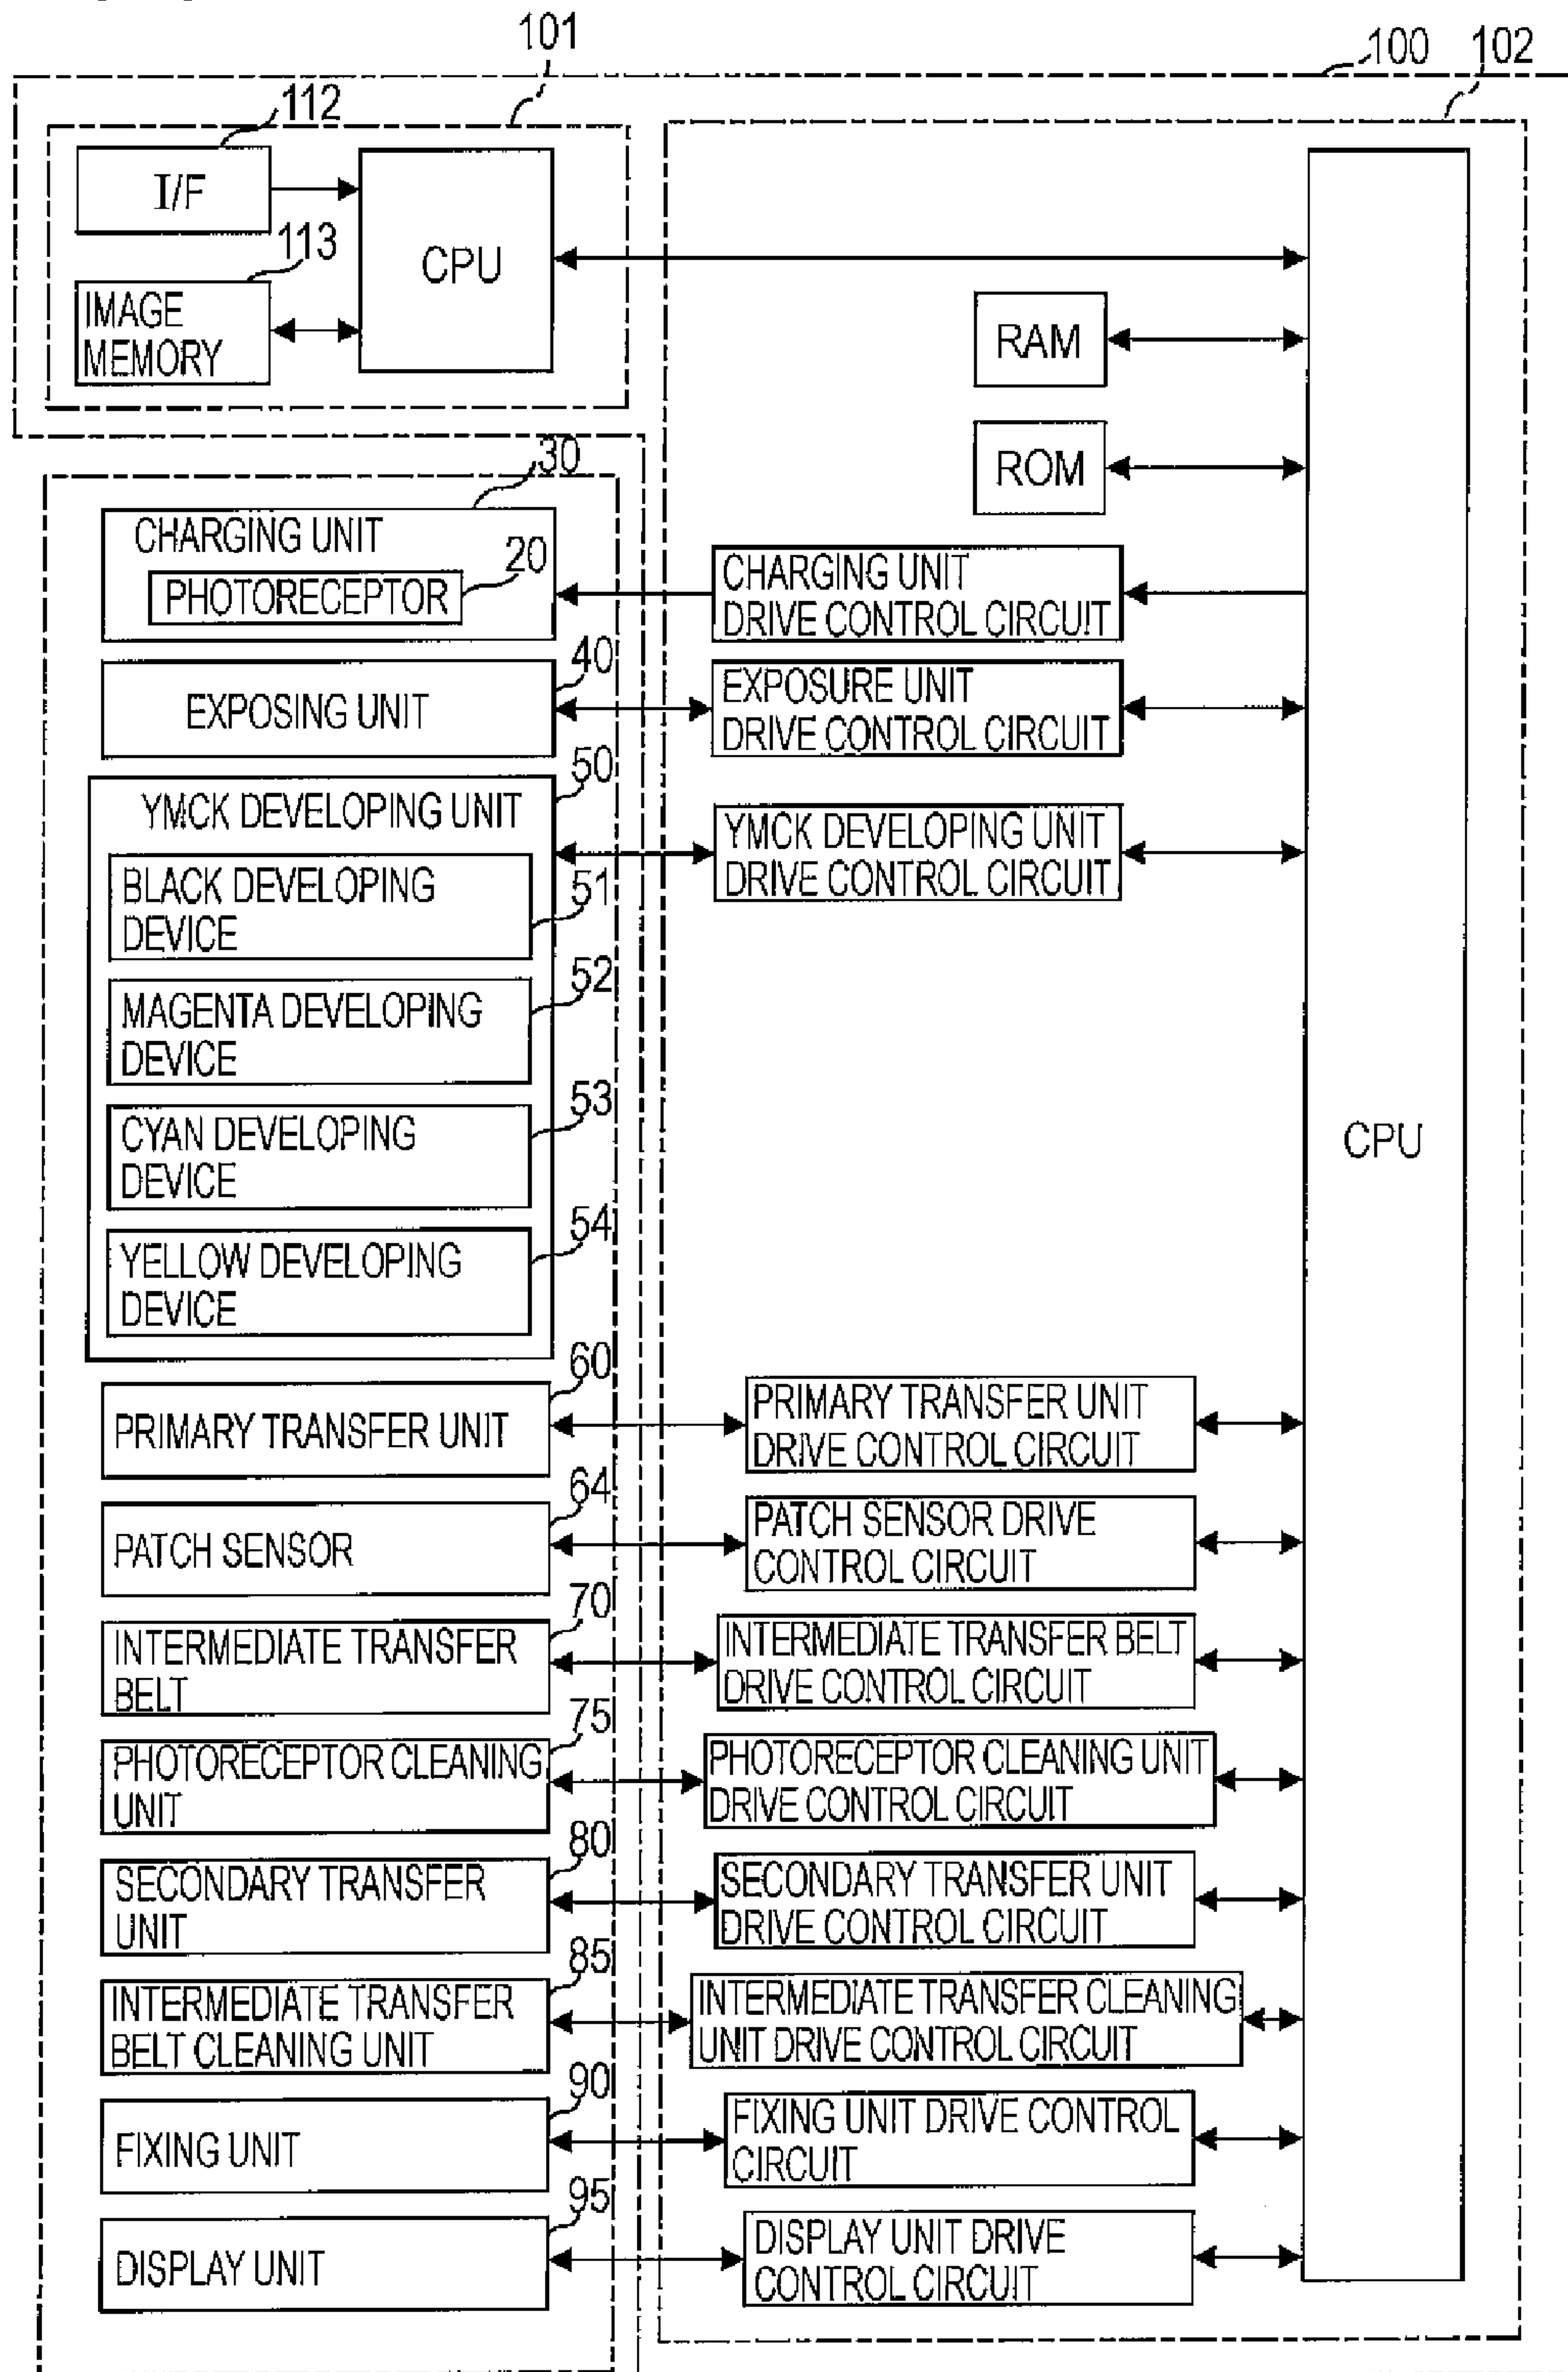 101
100
102
112
I/F
CPU
113
IMAGE
MEMORY
RAM
ROM
30
CHARGING UNIT
20
PHOTORECEPTOR
CHARGING UNIT
DRIVE CONTROL CIRCUIT
40
EXPOSING UNIT
EXPOSURE UNIT
DRIVE CONTROL CIRCUIT
50
YMCK DEVELOPING UNIT
YMCK DEVELOPING UNIT
DRIVE CONTROL CIRCUIT
51
BLACK DEVELOPING
DEVICE
52
MAGENTA DEVELOPING
DEVICE
53
CYAN DEVELOPING
DEVICE
CPU
54
YELLOW DEVELOPING
DEVICE
60
PRIMARY TRANSFER UNIT
PRIMARY TRANSFER UNIT
DRIVE CONTROL CIRCUIT
64
PATCH SENSOR
PATCH SENSOR DRIVE
CONTROL CIRCUIT
70
INTERMEDIATE TRANSFER
BELT
INTERMEDIATE TRANSFER BELT
DRIVE CONTROL CIRCUIT
75
PHOTORECEPTOR CLEANING
UNIT
PHOTORECEPTOR CLEANING UNIT
DRIVE CONTROL CIRCUIT
80
SECONDARY TRANSFER
UNIT
SECONDARY TRANSFER UNIT
DRIVE CONTROL CIRCUIT
85
INTERMEDIATE TRANSFER
BELT CLEANING UNIT
INTERMEDIATE TRANSFER CLEANING
UNIT DRIVE CONTROL CIRCUIT
90
FIXING UNIT
FIXING UNIT DRIVE CONTROL
CIRCUIT
95
DISPLAY UNIT
DISPLAY UNIT DRIVE
CONTROL CIRCUIT